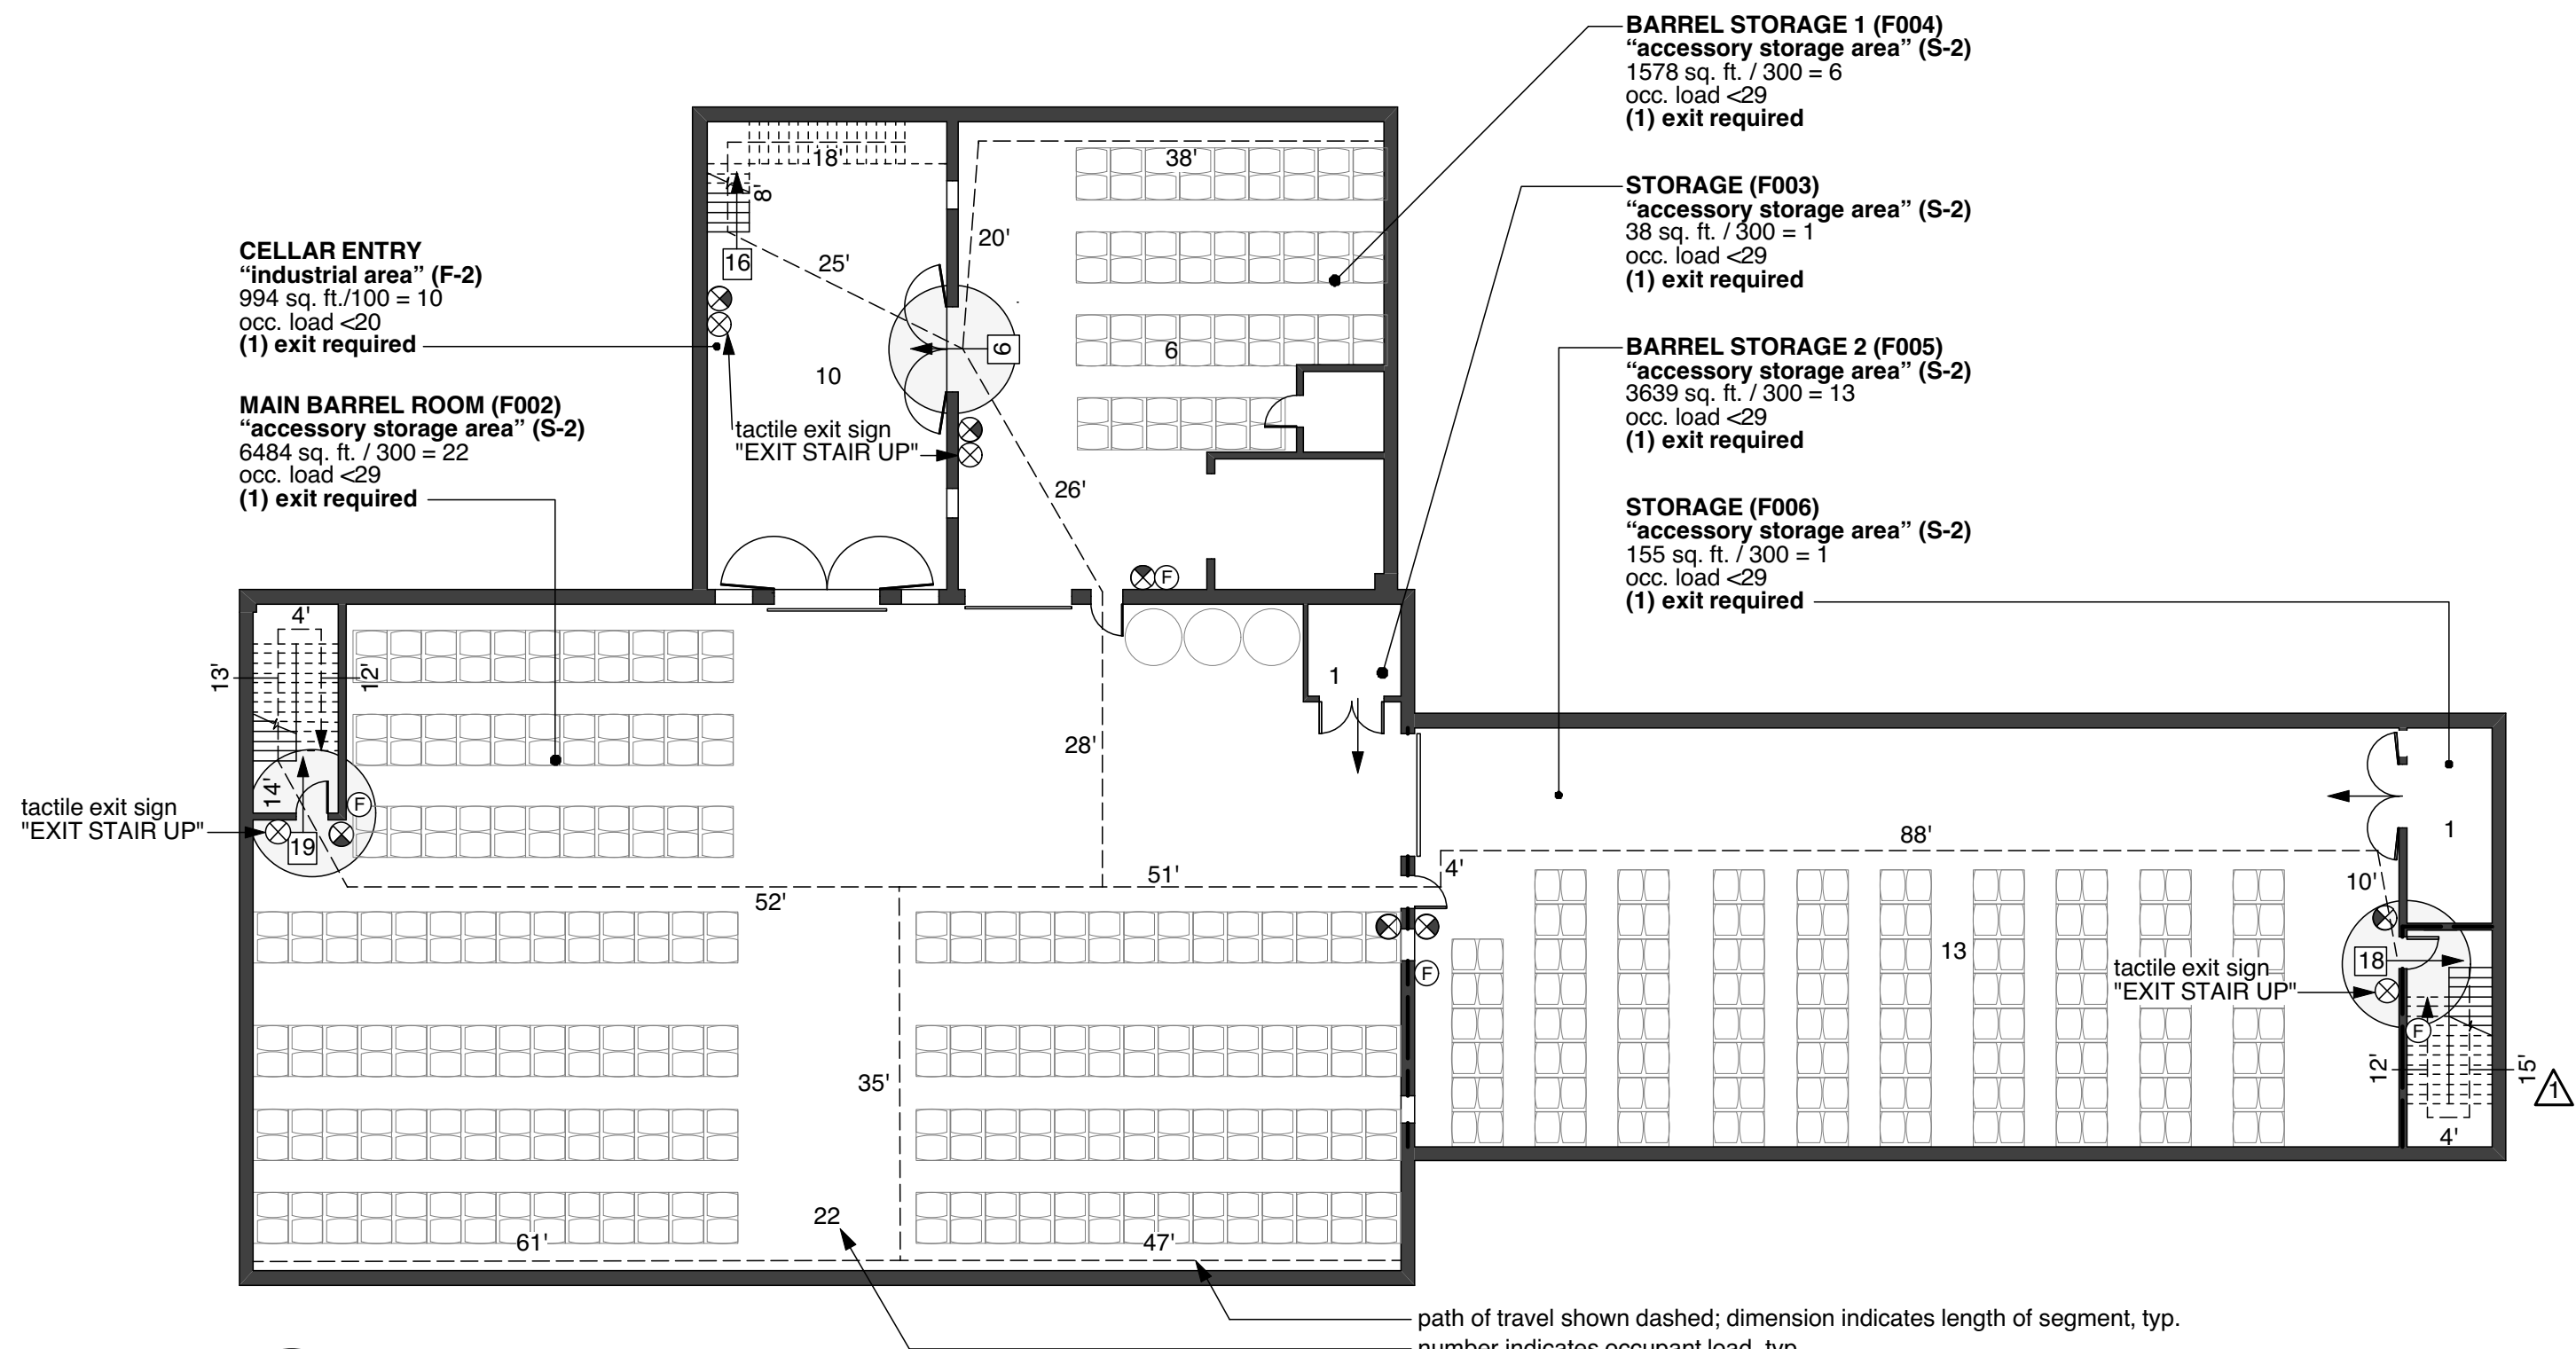 BARREL STORAGE 1 (F004)
“accessory storage area” (S-2)
1578 sq. ft. / 300 = 6
occ. load <29
(1) exit required
STORAGE (F003)
“accessory storage area” (S-2)
38 sq. ft. / 300 = 1
occ. load <29
(1) exit required
BARREL STORAGE 2 (F005)
“accessory storage area” (S-2)
3639 sq. ft. / 300 = 13
occ. load <29
(1) exit required
STORAGE (F006)
“accessory storage area” (S-2)
155 sq. ft. / 300 = 1
occ. load <29
(1) exit required
CELLAR ENTRY
“industrial area” (F-2)
994 sq. ft./100 = 10
occ. load <20
(1) exit required
MAIN BARREL ROOM (F002)
“accessory storage area” (S-2)
6484 sq. ft. / 300 = 22
occ. load <29
(1) exit required
18'
8'
16
25'
10
38'
20'
6
6
tactile exit sign
"EXIT STAIR UP"
26'
F
4'
13'
12'
14'
F
19
tactile exit sign
"EXIT STAIR UP"
1
28'
51'
52'
4'
88'
10'
1
F
13
18
tactile exit sign
"EXIT STAIR UP"
F
12'
15'
1
4'
35'
22
61'
47'
path of travel shown dashed; dimension indicates length of segment, typ.
number indicates occupant load, typ.